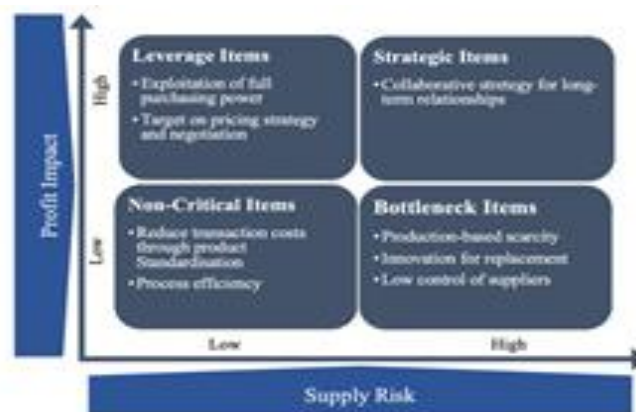 Profit Impact
High
Low
Leverage Items
• Exploitation of full
purchasing power
• Target on pricing strategy
and negotiation
Strategic Items
• Collaborative strategy for long-
term relationships
Non-Critical Items
• Reduce transaction costs
through product
Standardisation
• Process efficiency
Bottleneck Items
• Production-based scarcity
• Innovation for replacement
• Low control of suppliers
Low
High
Supply Risk